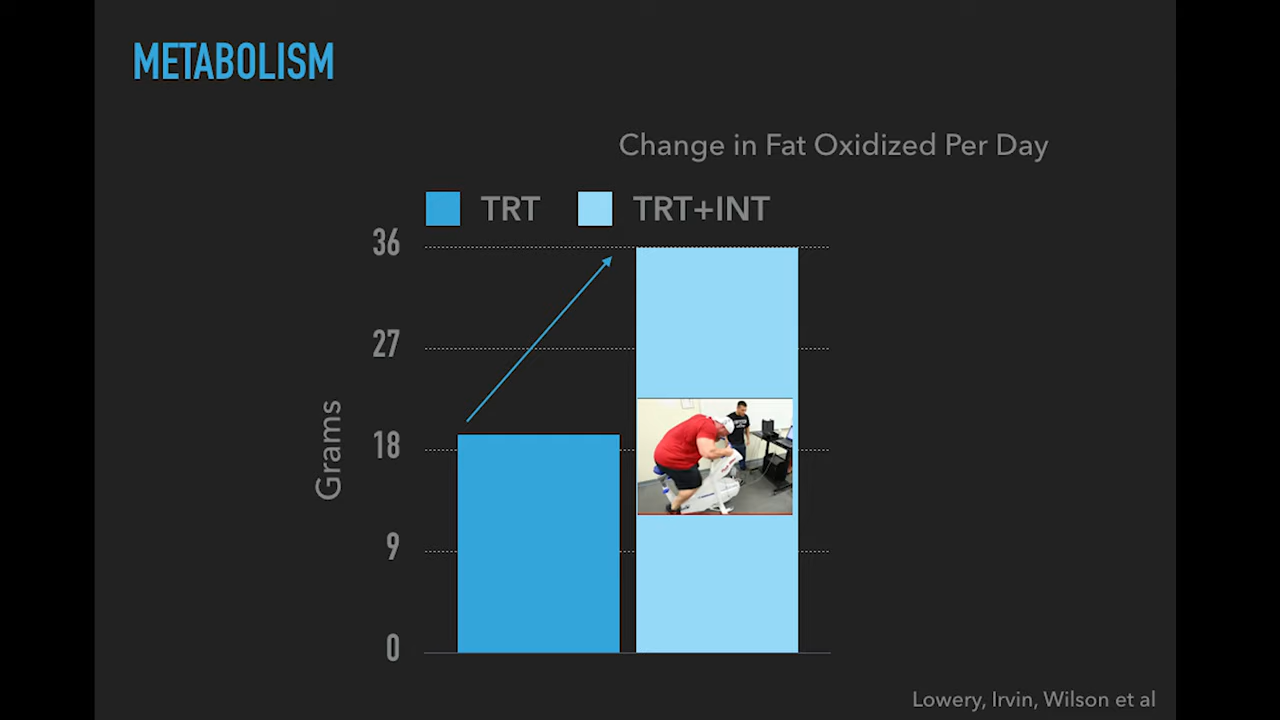 METABOLISM
Change in Fat Oxidized Per Day
TRT
TRT+INT
36
27
18
9
0
Grams
Lowery, Irvin, Wilson et al